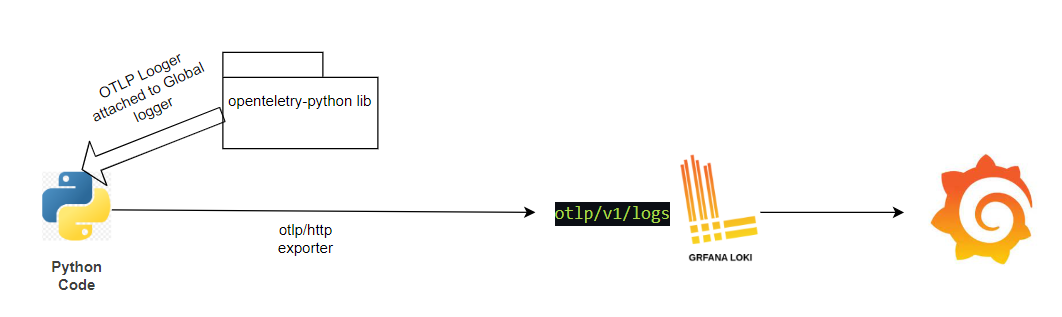 OTLP Looger
attached to Global
logger
openteletry-python lib
otlp/http
exporter
otlp/v1/logs
GRFANA LOKI
Python
Code